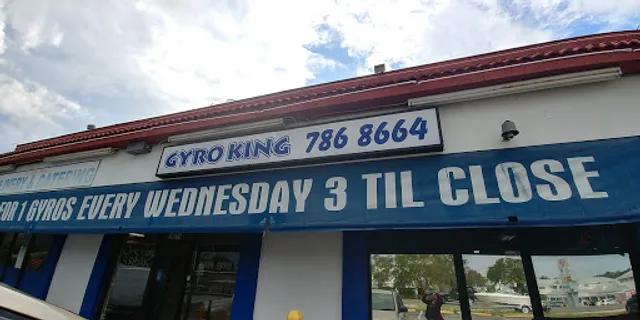 GYRO KING 786 8664
& CATERING
FOR 1 GYROS EVERY WEDNESDAY 3 TIL CLOSE